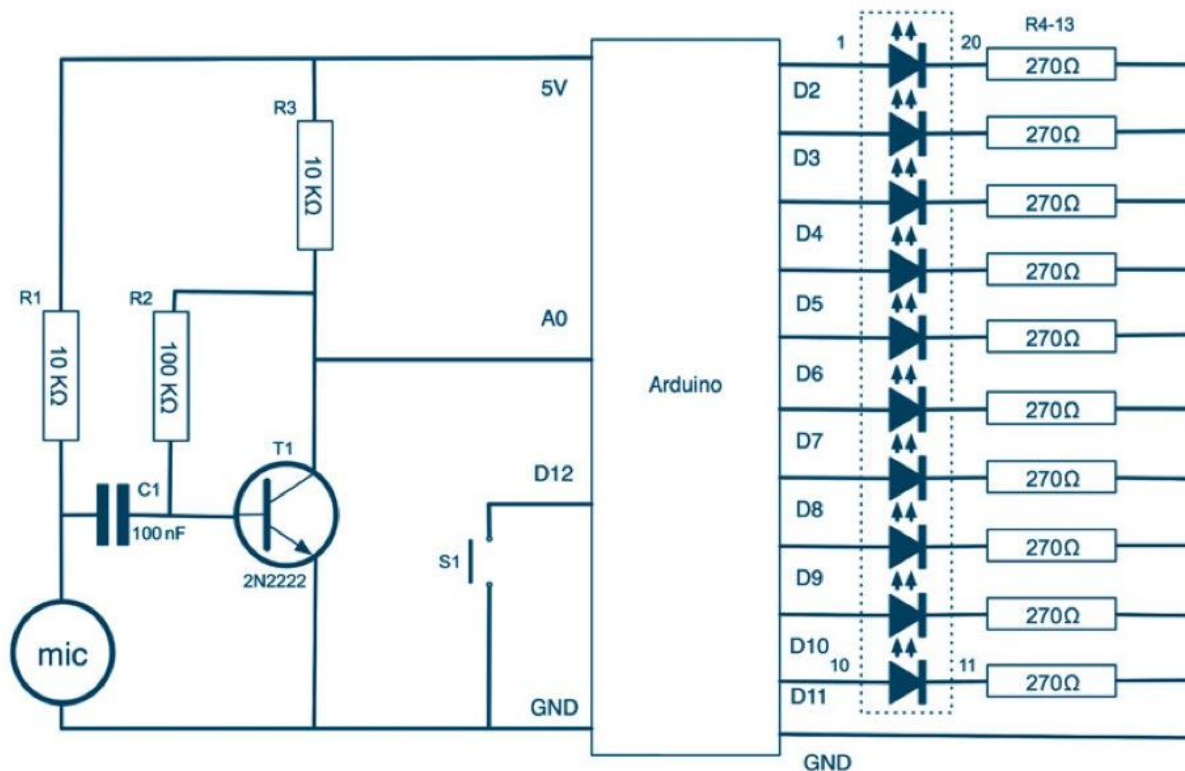 1
20
R4-13
270Ω
5V
D2
R3
10 KΩ
D3
270Ω
D4
270Ω
R1
R2
10 KΩ
100 KΩ
A0
D5
270Ω
D6
270Ω
Arduino
D7
270Ω
T1
D12
C1
100 nF
2N2222
S1
D8
270Ω
D9
270Ω
mic
D10
270Ω
10
11
D11
270Ω
GND
GND
270Ω